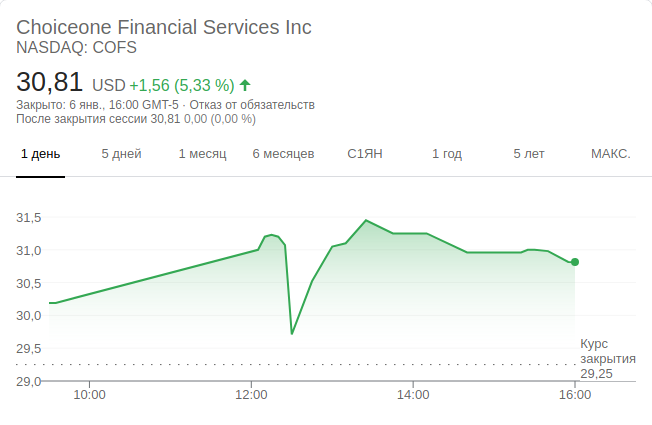 Choiceone Financial Services Inc
NASDAQ: COFS
30,81 USD +1,56 (5,33 %)
Закрыто: 6 янв., 16:00 GMT-5 · Отказ от обязательств
После закрытия сессии 30,81 0,00 (0,00 %)
1 день 5 дней 1 месяц 6 месяцев С1ЯН 1 год 5 лет МАКС.
31,5
31,0
30,5
30,0
29,5
29,0
Курс
закрытия
29,25
10:00 12:00 14:00 16:00